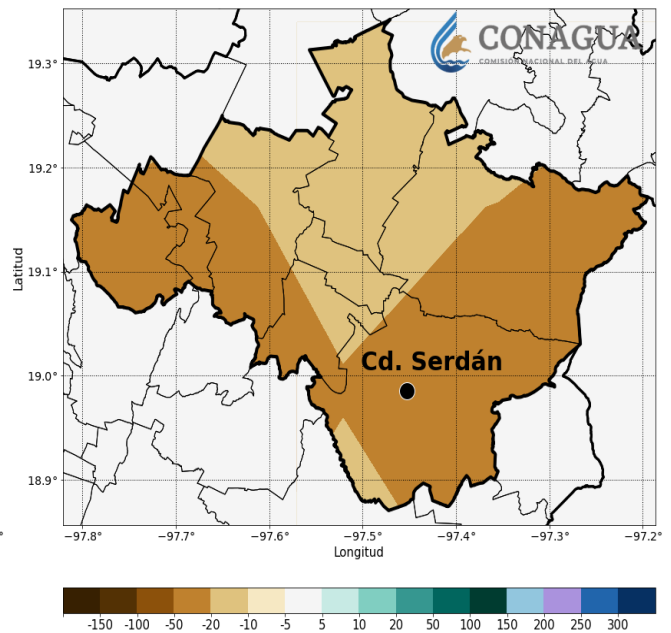 CONAGUA
COMISIÓN NACIONAL DEL AGUA
19.3°
19.2°
19.1°
19.0°
18.9°
Latitud
Cd. Serdán
° −97.8° −97.7° −97.6° −97.5° −97.4° −97.3° −97.2°
Longitud
-150 -100 -50 -20 -10 -5 5 10 20 50 100 150 200 250 300